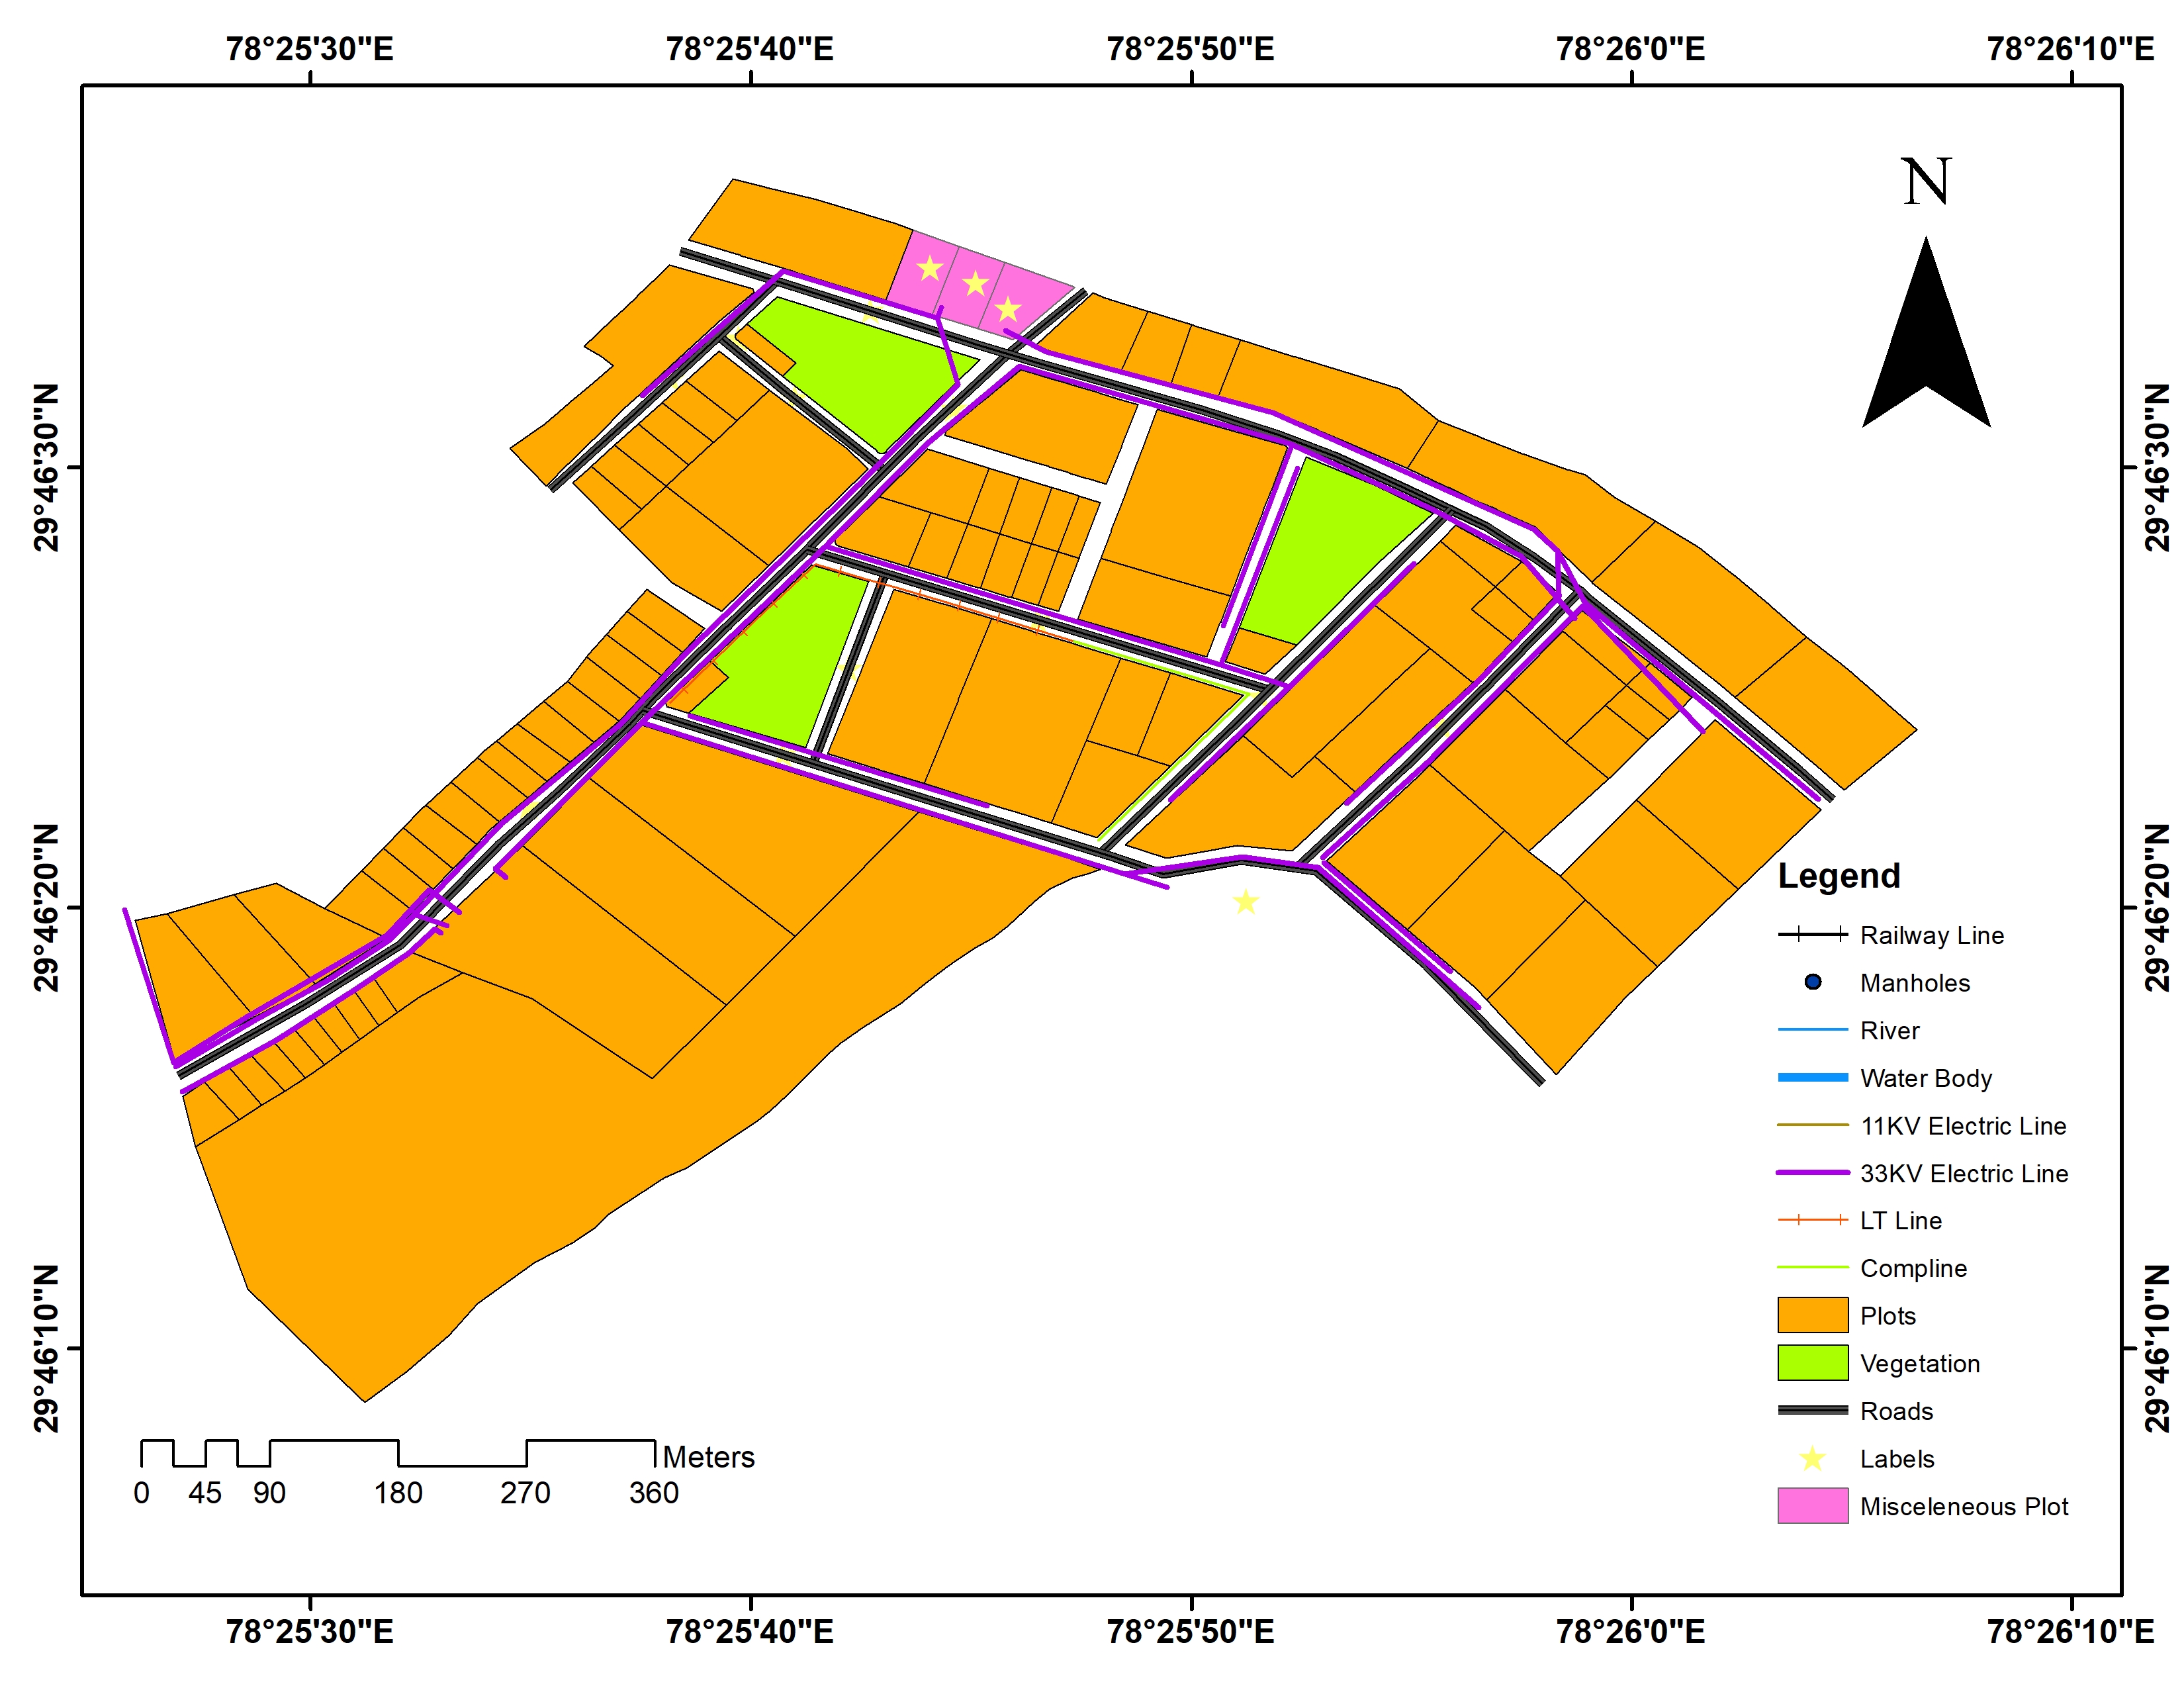 78°25'30"E 78°25'40"E 78°25'50"E 78°26'0"E 78°26'10"E
N
29°46'30"N 29°46'30"N
29°46'20"N 29°46'20"N
29°46'10"N 29°46'10"N
Legend
Railway Line
Manholes
River
Water Body
11KV Electric Line
33KV Electric Line
LT Line
Compline
Plots
Vegetation
Roads
Labels
Misceleneous Plot
Meters
0 45 90 180 270 360
78°25'30"E 78°25'40"E 78°25'50"E 78°26'0"E 78°26'10"E